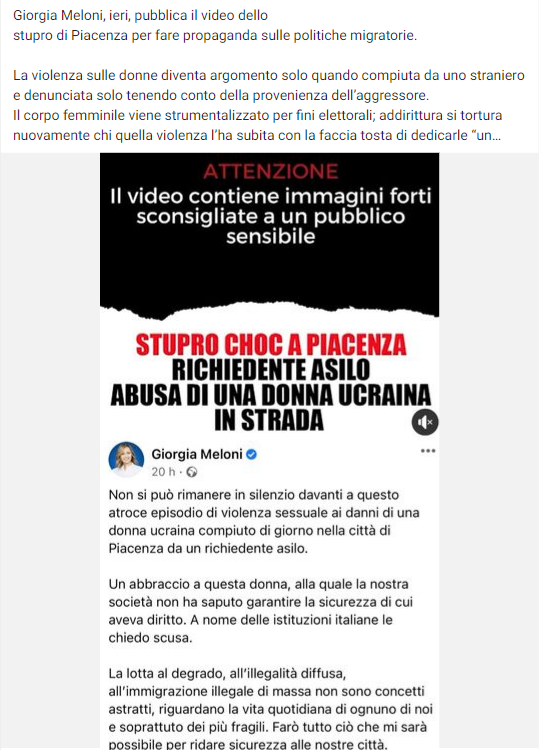 Giorgia Meloni, ieri, pubblica il video dello
stupro di Piacenza per fare propaganda sulle politiche migratorie.
La violenza sulle donne diventa argomento solo quando compiuta da uno straniero
e denunciata solo tenendo conto della provenienza dell’aggressore.
Il corpo femminile viene strumentalizzato per fini elettorali; addirittura si tortura
nuovamente chi quella violenza l’ha subita con la faccia tosta di dedicarle “un...
ATTENZIONE
Il video contiene immagini forti
sconsigliate a un pubblico
sensibile
STUPRO CHOC A PIACENZA
RICHIEDENTE ASILO
ABUSA DI UNA DONNA UCRAINA
IN STRADA
Giorgia Meloni
20 h ·
Non si può rimanere in silenzio davanti a questo
atroce episodio di violenza sessuale ai danni di una
donna ucraina compiuto di giorno nella città di
Piacenza da un richiedente asilo.
Un abbraccio a questa donna, alla quale la nostra
società non ha saputo garantire la sicurezza di cui
aveva diritto. A nome delle istituzioni italiane le
chiedo scusa.
La lotta al degrado, all’illegalità diffusa,
all’immigrazione illegale di massa non sono concetti
astratti, riguardano la vita quotidiana di ognuno di noi
e soprattuto dei più fragili. Farò tutto ciò che mi sarà
possibile per ridare sicurezza alle nostre città.